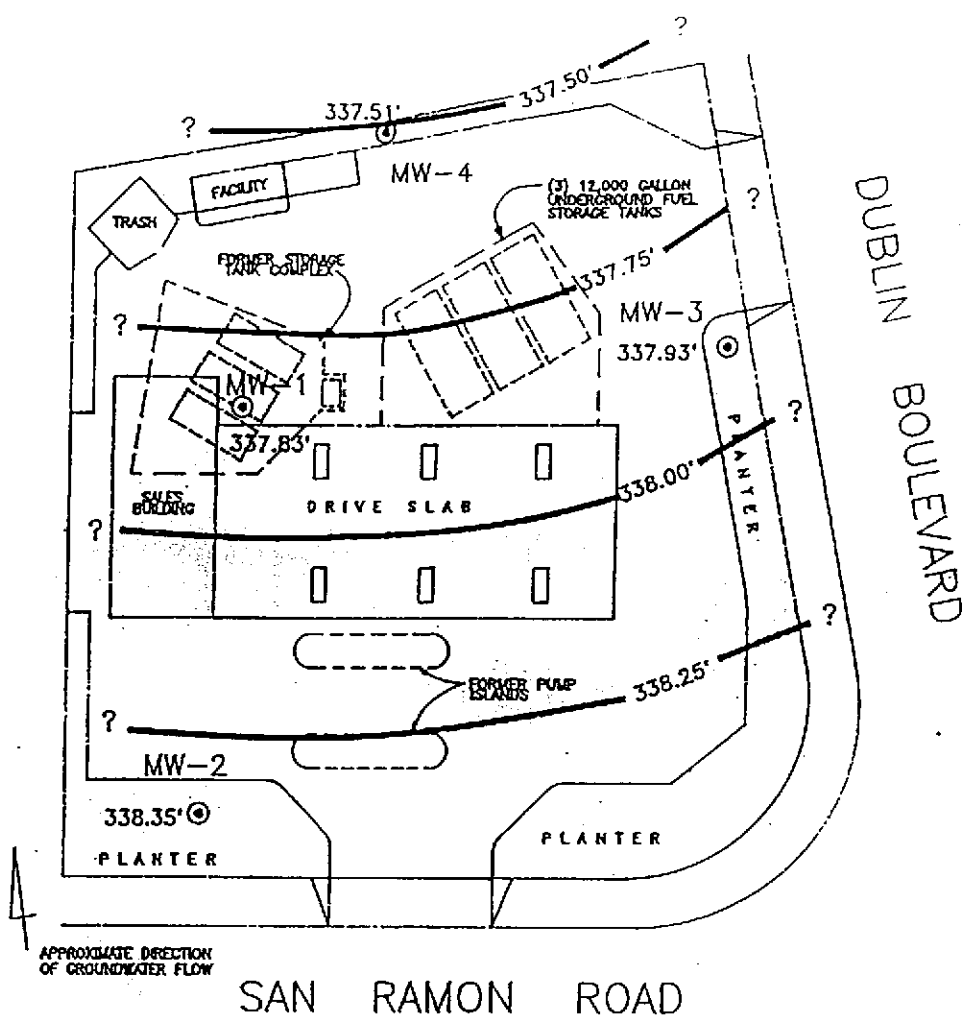 ?
337.50'
337.51'
?
MW-4
FACILITY
TRASH
(3) 12,000 GALLON
UNDERGROUND FUEL
STORAGE TANKS
?
337.75'
FORMER STORAGE
TANK COMPLEX
?
MW-3
337.93'
MW-1
337.83'
DUBLIN BOULEVARD
PLANTER
?
338.00'
SALES
BUILDING
DRIVE SLAB
?
?
338.25'
FORMER PUMP
ISLANDS
?
MW-2
338.35'
PLANTER
PLANTER
APPROXIMATE DIRECTION
OF GROUNDWATER FLOW
SAN RAMON ROAD